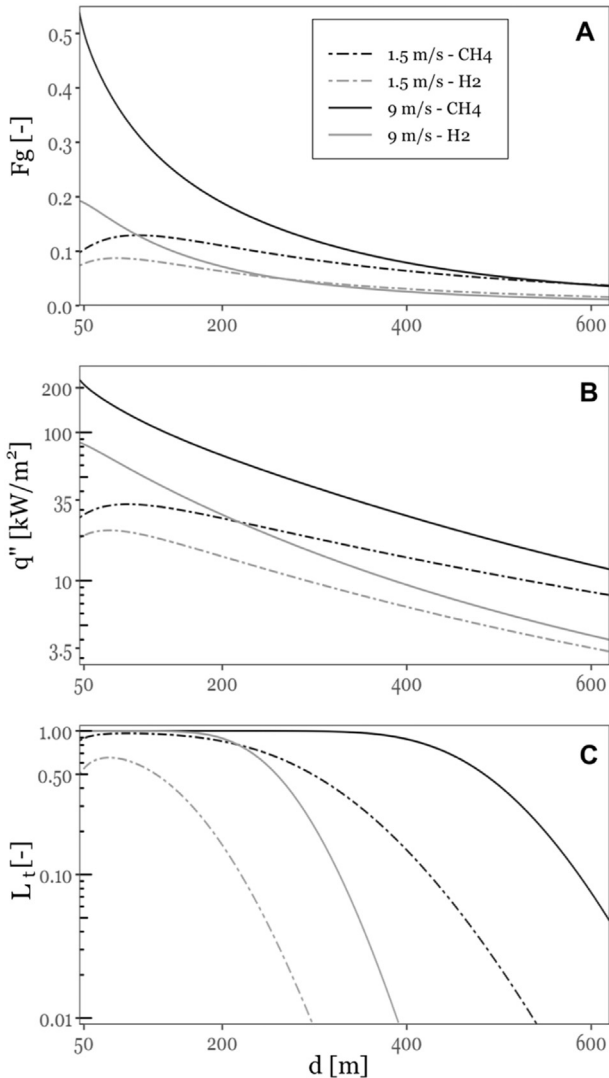 A
0.5
0.4
0.3
0.2
0.1
0.0
Fg [-]
1.5 m/s - CH4
1.5 m/s - H2
9 m/s - CH4
9 m/s - H2
50 200 400 600
B
200
100
35
10
3.5
q" [kW/m²]
50 200 400 600
C
1.00
0.50
0.10
0.01
Lt[-]
50 200 400 600
d [m]